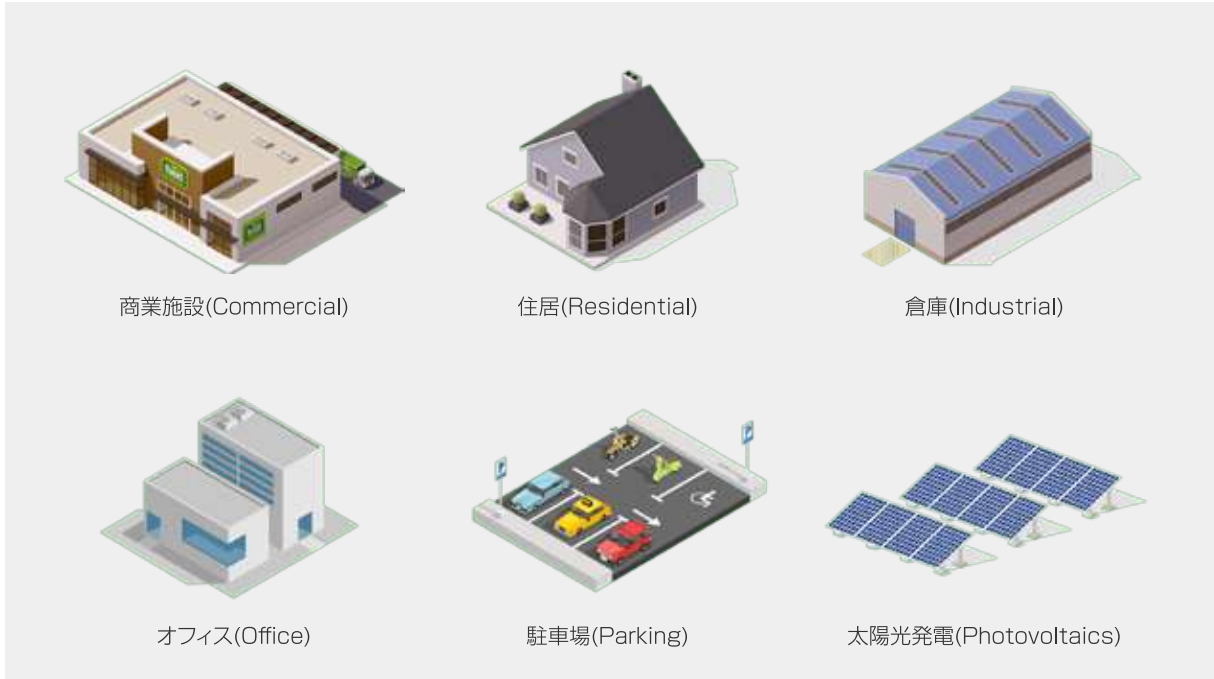 商業施設(Commercial)
住居(Residential)
倉庫(Industrial)
オフィス(Office)
駐車場(Parking)
太陽光発電(Photovoltaics)